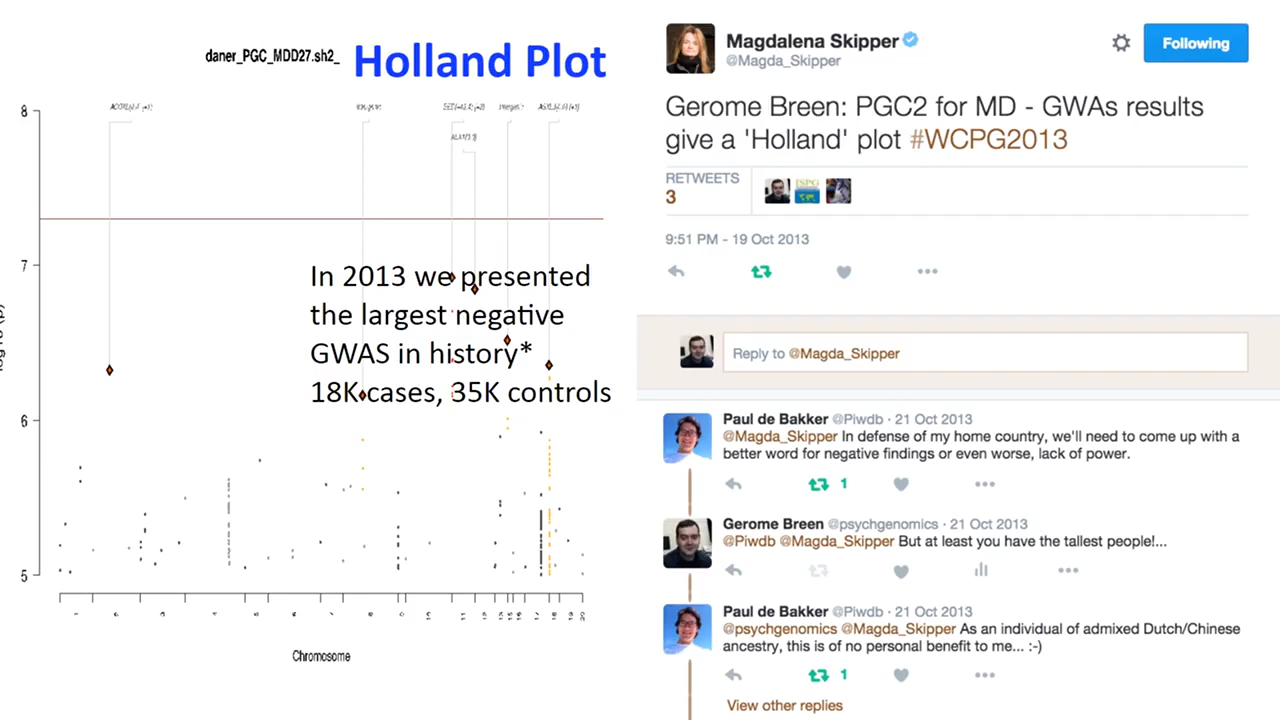 daner_PGC_MDD27.sh2_
Holland Plot
8
7
6
5
In 2013 we presented
the largest negative
GWAS in history*
18K cases, 35K controls
Chromosome
Magdalena Skipper
@Magda_Skipper
Following
Gerome Breen: PGC2 for MD - GWAs results
give a 'Holland' plot #WCPG2013
RETWEETS
3
9:51 PM - 19 Oct 2013
Reply to @Magda_Skipper
Paul de Bakker @Piwdb · 21 Oct 2013
@Magda_Skipper In defense of my home country, we'll need to come up with a
better word for negative findings or even worse, lack of power.
1
Gerome Breen @psychgenomics · 21 Oct 2013
@Piwdb @Magda_Skipper But at least you have the tallest people!...
Paul de Bakker @Piwdb · 21 Oct 2013
@psychgenomics @Magda_Skipper As an individual of admixed Dutch/Chinese
ancestry, this is of no personal benefit to me... :-)
1
View other replies